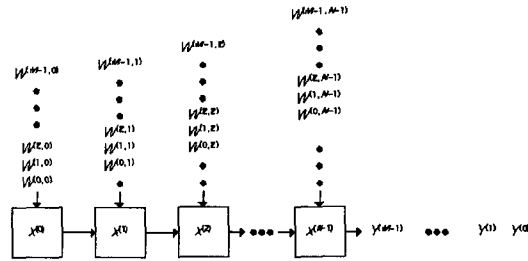 W(M-1,0)
W(2,0)
W(1,0)
W(0,0)
W(M-1,1)
W(2,1)
W(1,1)
W(0,1)
W(M-1,2)
W(2,2)
W(1,2)
W(0,2)
W(M-1,N-1)
W(2,N-1)
W(1,N-1)
W(0,N-1)
X(0) X(1) X(2) X(N-1) Y(M-1) Y(1) Y(0)